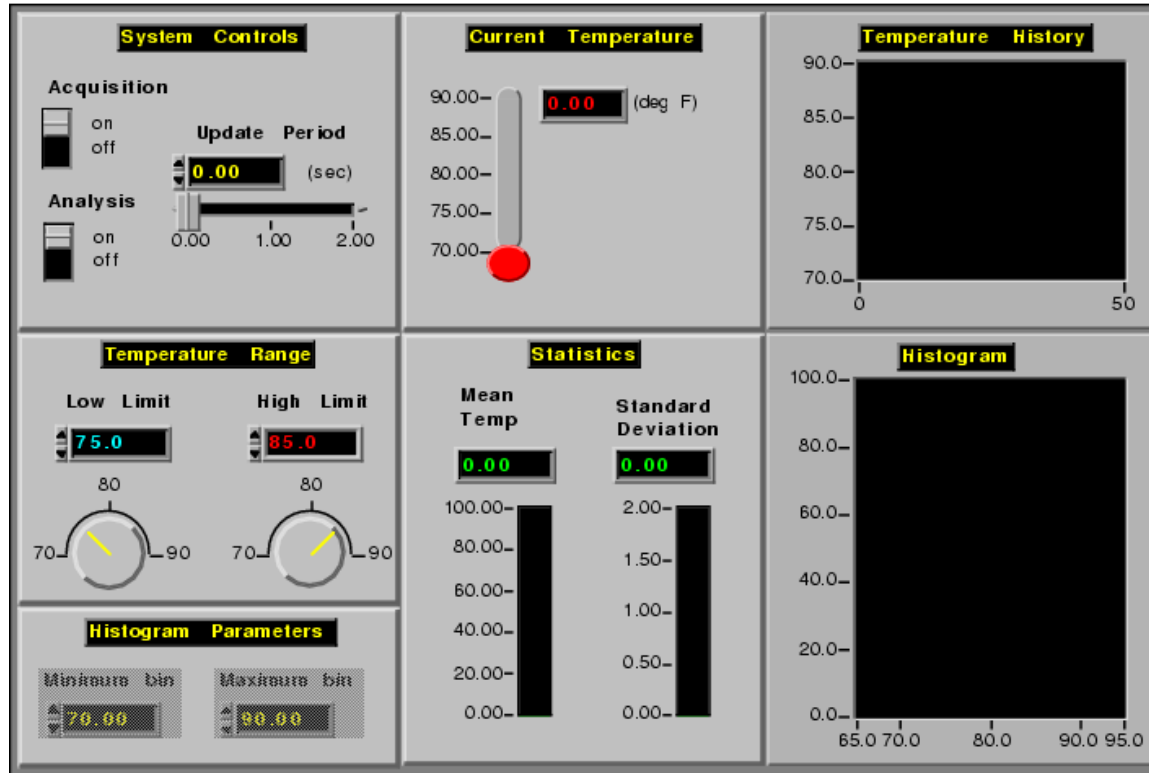 System Controls
Acquisition
on
off
Update Period
0.00 (sec)
Analysis
on
off
0.00 1.00 2.00
Current Temperature
90.00
85.00
80.00
75.00
70.00
0.00 (deg F)
Temperature History
90.0
85.0
80.0
75.0
70.0
0 50
Temperature Range
Low Limit
75.0
80
70 90
High Limit
85.0
80
70 90
Histogram Parameters
Minimum bin
70.00
Maximum bin
90.00
Statistics
Mean
Temp
0.00
100.00
80.00
60.00
40.00
20.00
0.00
Standard
Deviation
0.00
2.00
1.50
1.00
0.50
0.00
Histogram
100.0
80.0
60.0
40.0
20.0
0.0
65.0 70.0 80.0 90.0 95.0